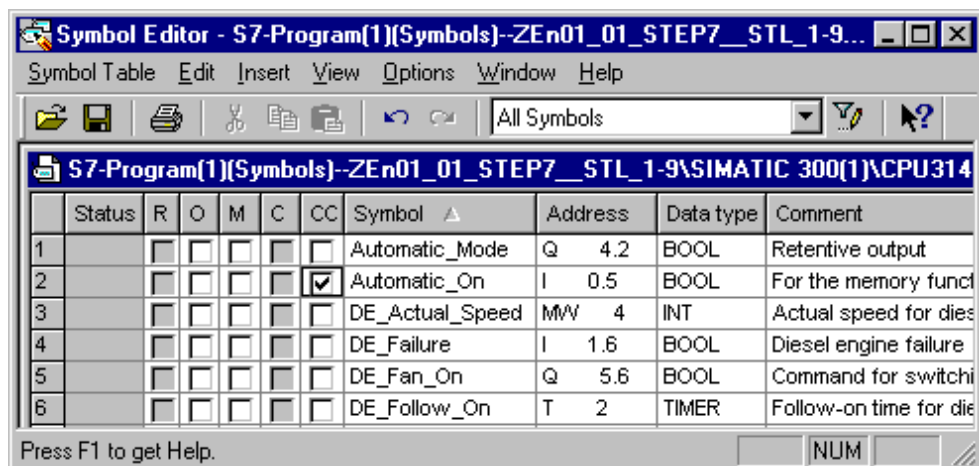 Symbol Editor - S7-Program(1)(Symbols)--ZEn01_01_STEP7__STL_1-9...
Symbol Table Edit Insert View Options Window Help
All Symbols
S7-Program(1)(Symbols)--ZEn01_01_STEP7__STL_1-9\SIMATIC 300(1)\CPU314
Status R O M C CC Symbol Address Data type Comment
1 Automatic_Mode Q 4.2 BOOL Retentive output
2 Automatic_On I 0.5 BOOL For the memory funct
3 DE_Actual_Speed MW 4 INT Actual speed for dies
4 DE_Failure I 1.6 BOOL Diesel engine failure
5 DE_Fan_On Q 5.6 BOOL Command for switchi
6 DE_Follow_On T 2 TIMER Follow-on time for die
Press F1 to get Help. NUM